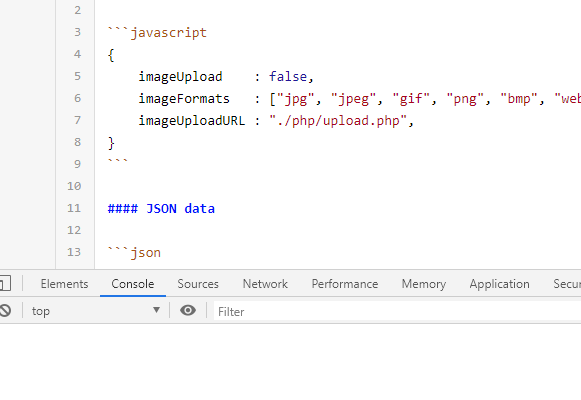 2
3 ```javascript
4 {
5 imageUpload : false,
6 imageFormats : ["jpg", "jpeg", "gif", "png", "bmp", "web
7 imageUploadURL : "./php/upload.php",
8 }
9 ```
10
11 #### JSON data
12
13 ```json
Elements Console Sources Network Performance Memory Application Secur
top ▼ Filter